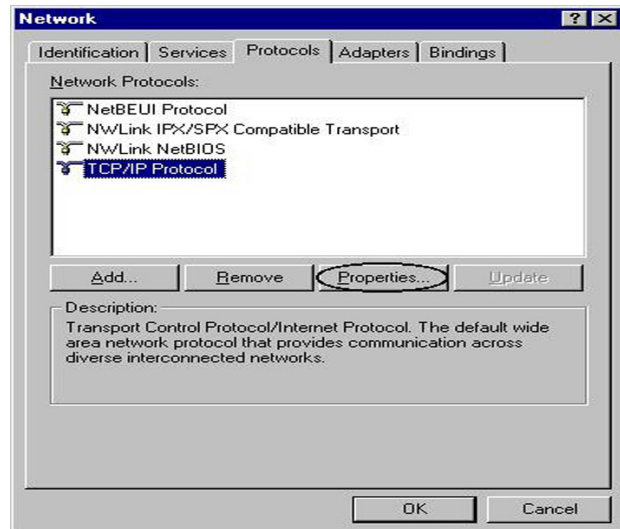 Network
Identification Services Protocols Adapters Bindings
Network Protocols:
NetBEUI Protocol
NWLink IPX/SPX Compatible Transport
NWLink NetBIOS
TCP/IP Protocol
Add... Remove Properties... Update
Description:
Transport Control Protocol/Internet Protocol. The default wide
area network protocol that provides communication across
diverse interconnected networks.
OK Cancel